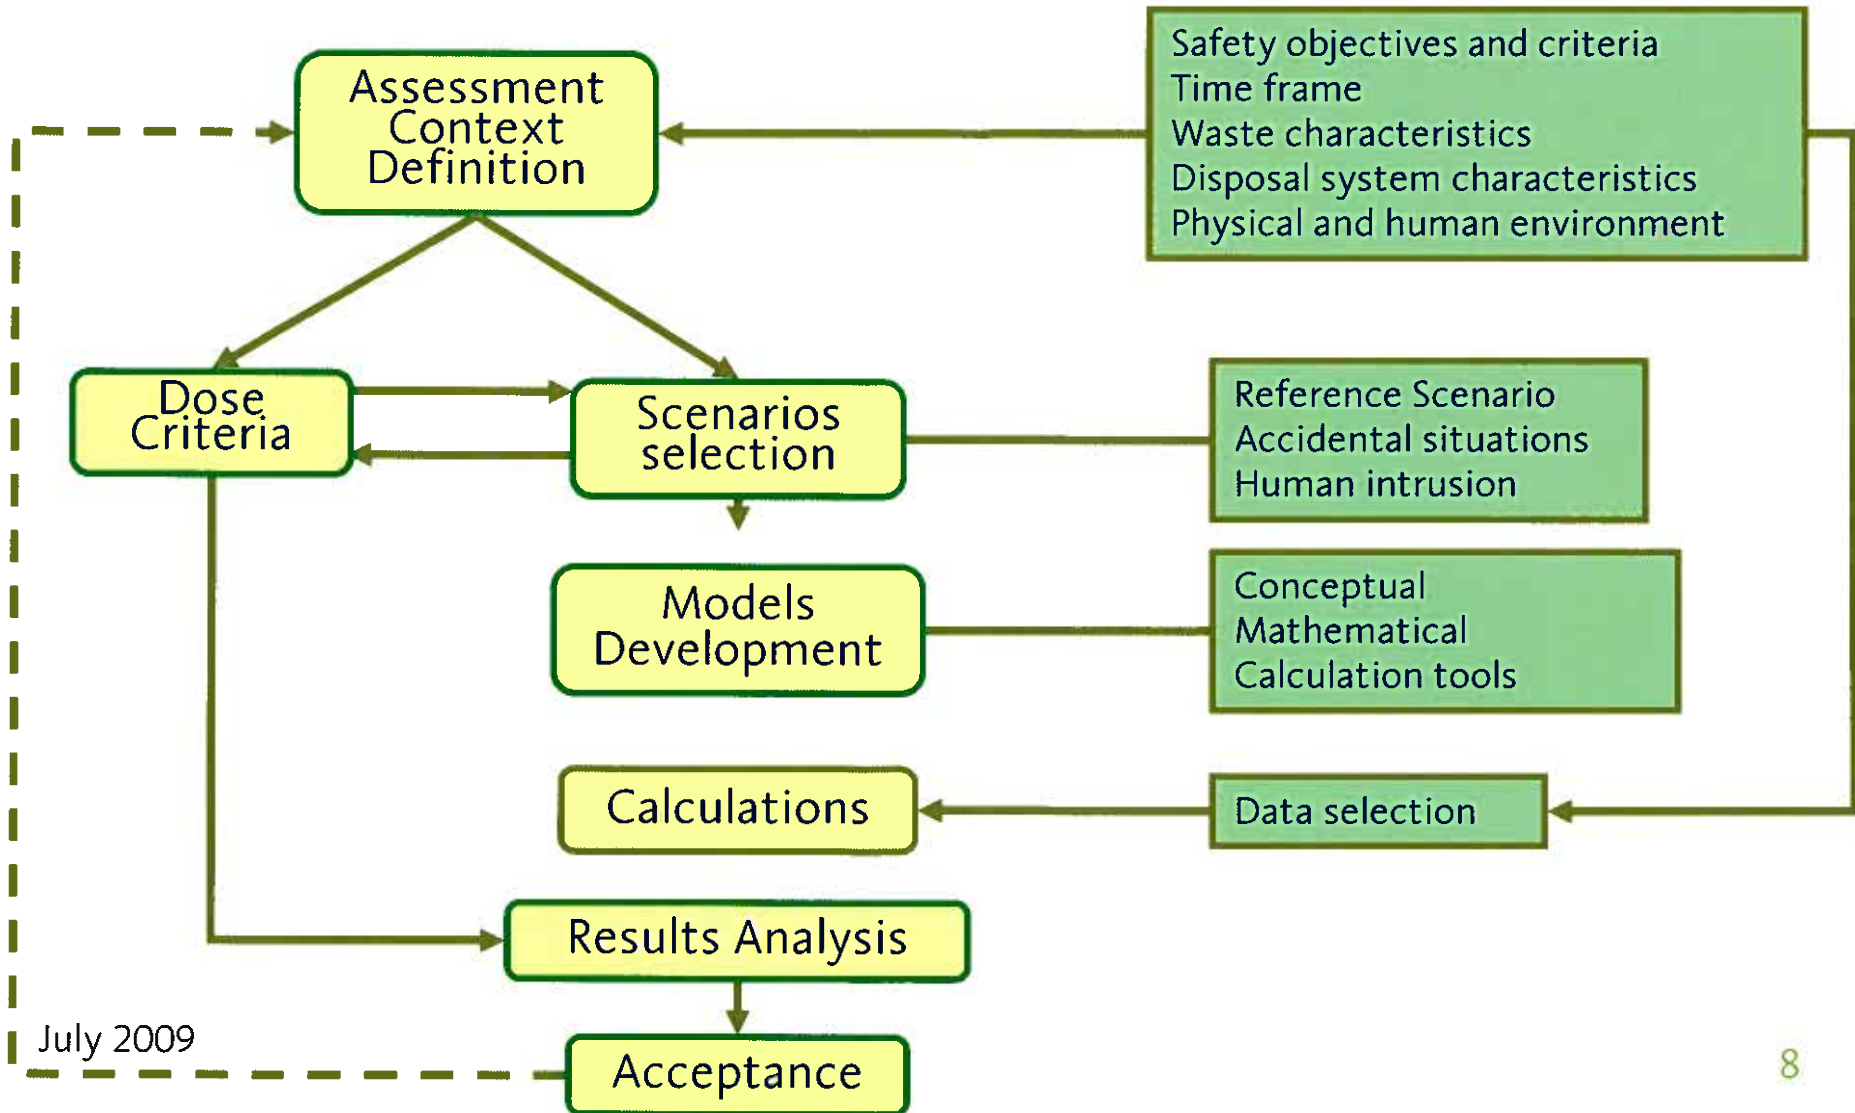 Assessment
Context
Definition
Safety objectives and criteria
Time frame
Waste characteristics
Disposal system characteristics
Physical and human environment
Dose
Criteria
Scenarios
selection
Reference Scenario
Accidental situations
Human intrusion
Models
Development
Conceptual
Mathematical
Calculation tools
Calculations
Data selection
Results Analysis
July 2009
Acceptance
8